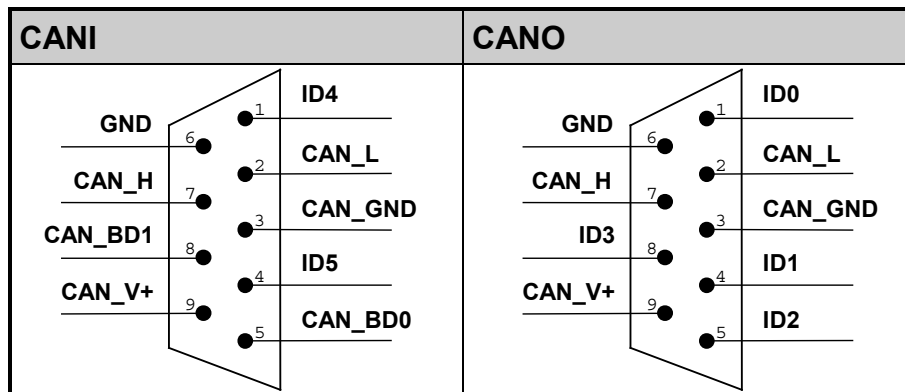 CANI
CANO
ID4
1
GND
6
CAN_L
2
CAN_H
7
CAN_GND
3
CAN_BD1
8
ID5
4
CAN_V+
9
CAN_BD0
5
ID0
1
GND
6
CAN_L
2
CAN_H
7
CAN_GND
3
ID3
8
ID1
4
CAN_V+
9
ID2
5